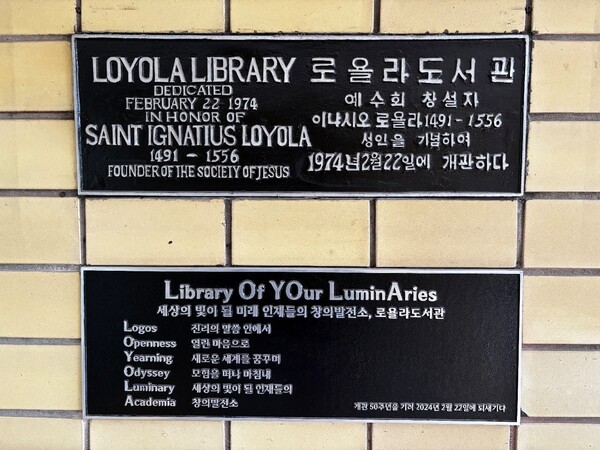 LOYOLA LIBRARY
DEDICATED
FEBRUARY 22 1974
IN HONOR OF
SAINT IGNATIUS LOYOLA
1491 - 1556
FOUNDER OF THE SOCIETY OF JESUS
로욜라도서관
예수회 창설자
이냐시오 로욜라 1491-1556
성인을 기념하여
1974년 2월 22일에 개관하다
Library Of YOur LuminAries
세상의 빛이 될 미래 인재들의 창의발전소, 로욜라도서관
Logos 진리의 말씀 안에서
Openness 열린 마음으로
Yearning 새로운 세계를 꿈꾸며
Odyssey 모험을 떠나 마침내
Luminary 세상의 빛이 될 인재들의
Academia 창의발전소
개관 50주년을 기려 2024년 2월 22일에 되새기다